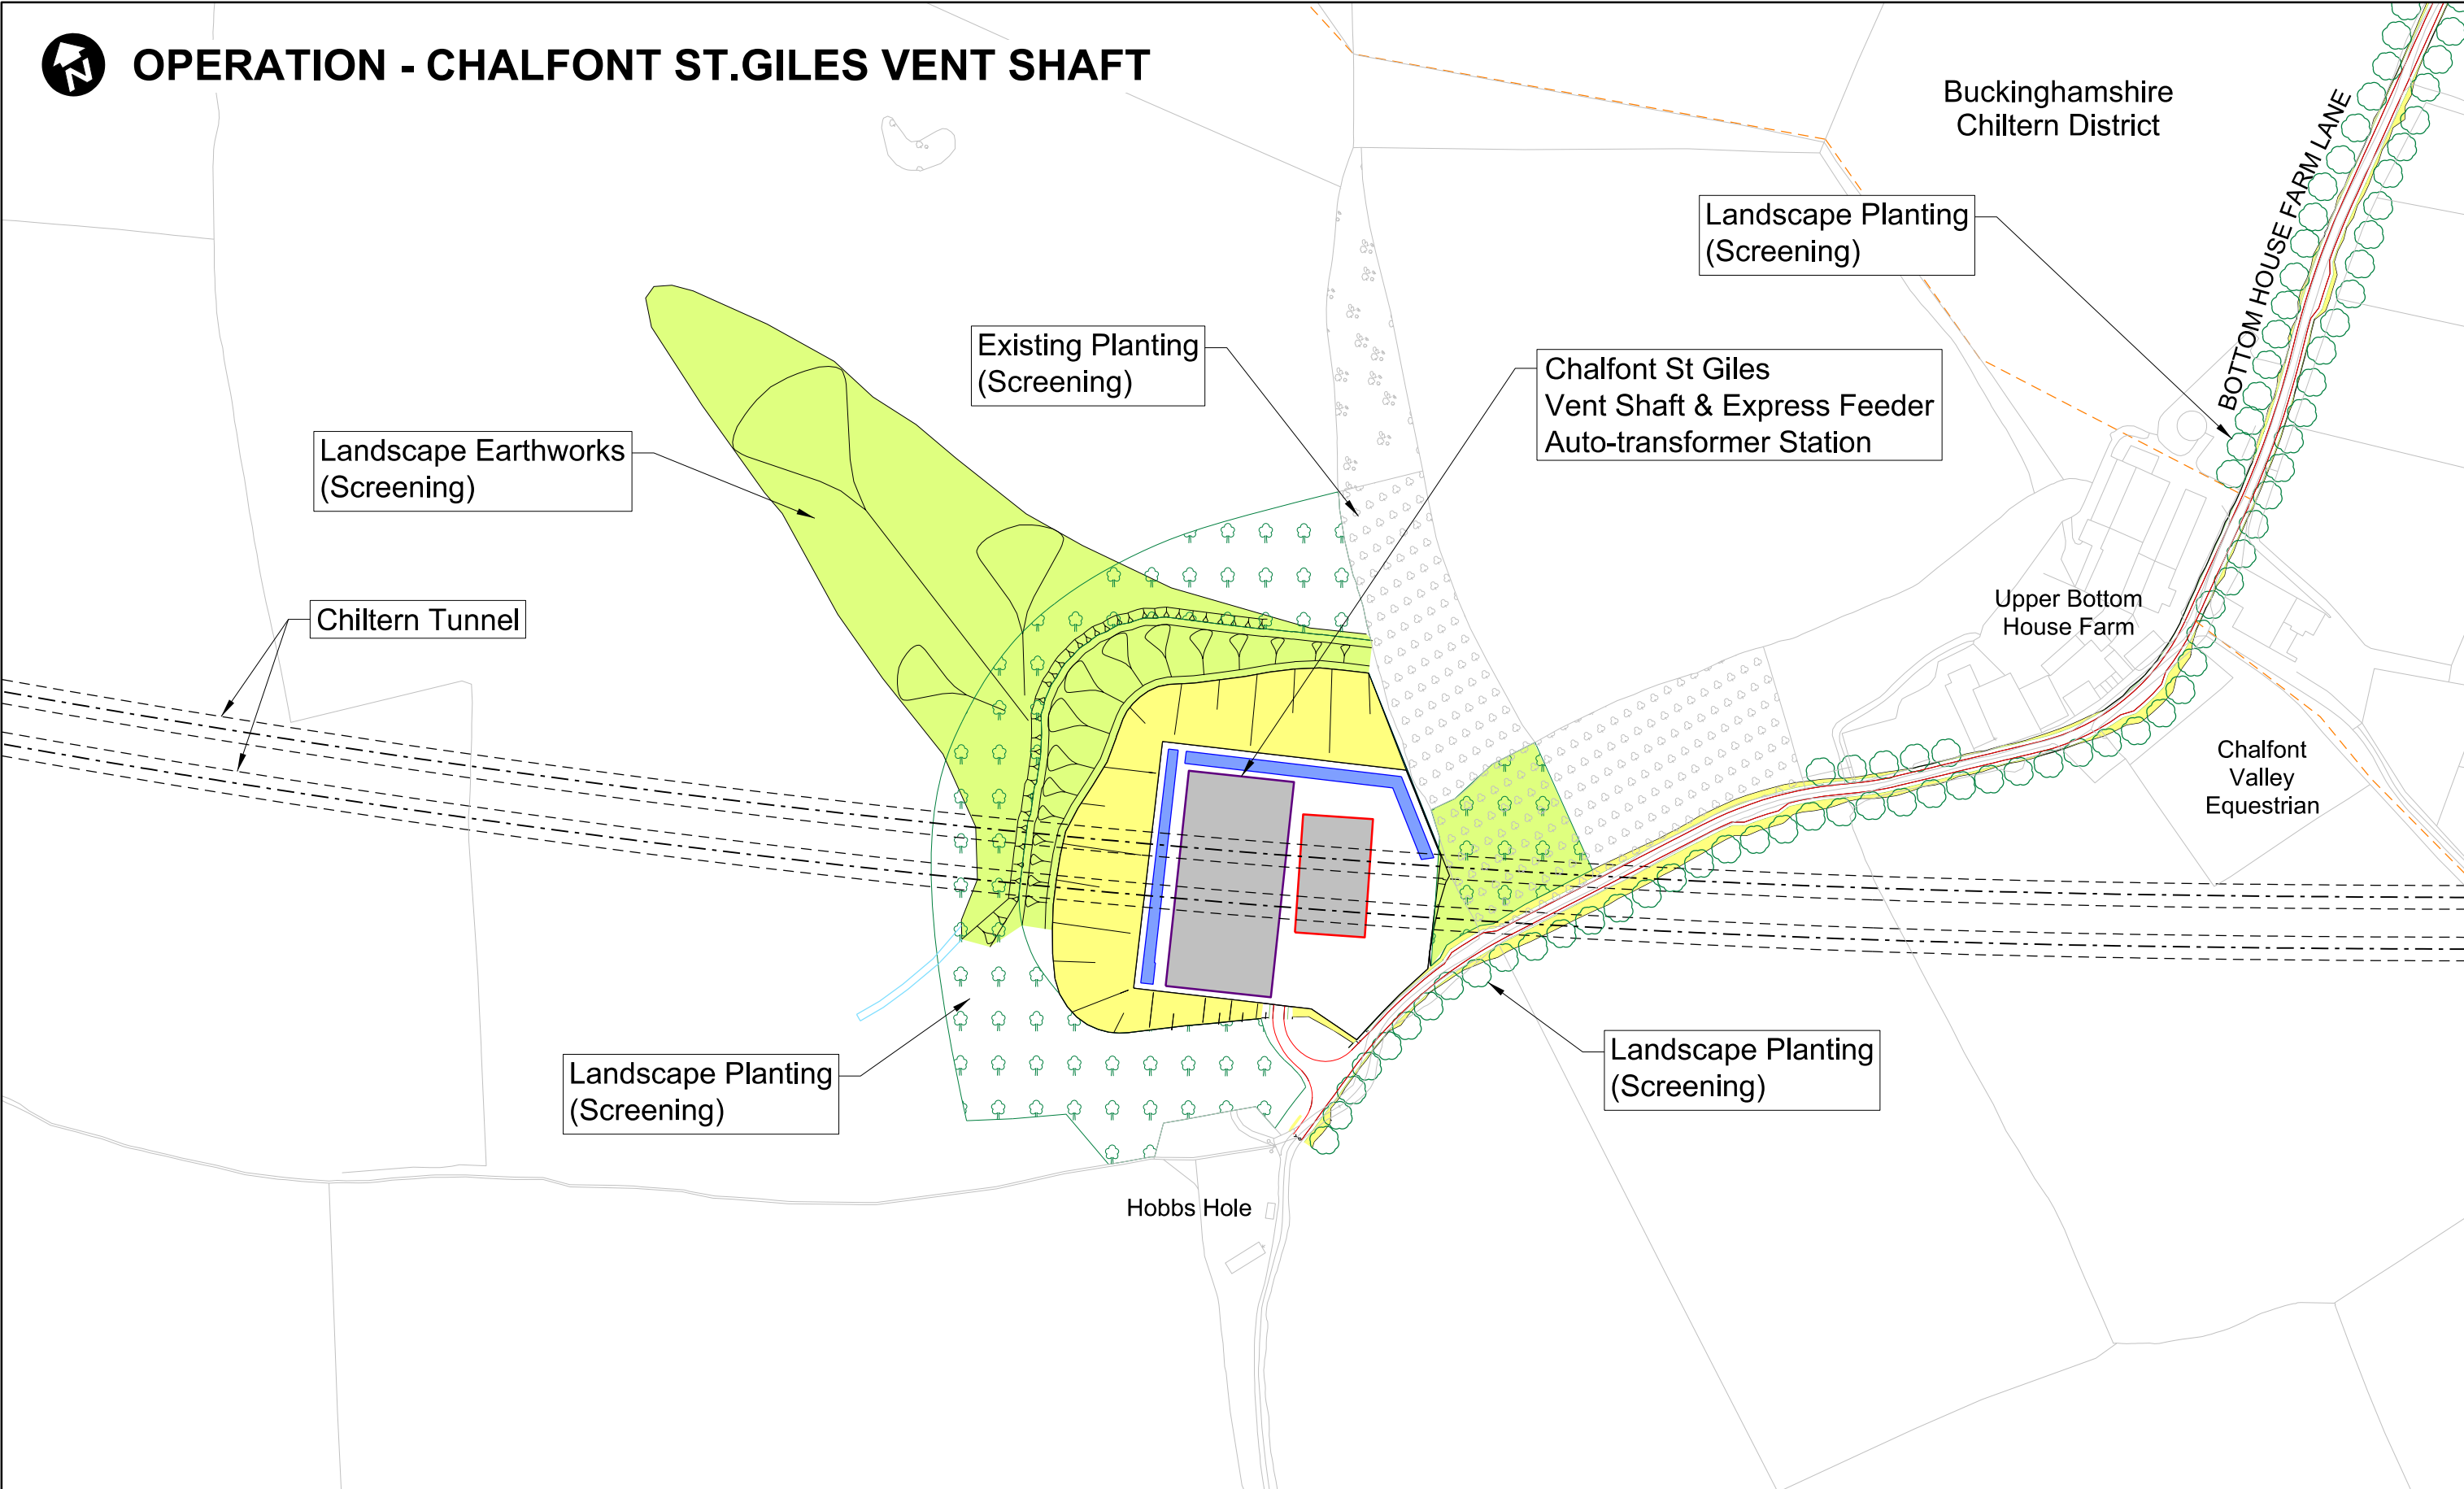 N
OPERATION - CHALFONT ST.GILES VENT SHAFT
Buckinghamshire
Chiltern District
BOTTOM HOUSE FARM LANE
Landscape Planting
(Screening)
Existing Planting
(Screening)
Chalfont St Giles
Vent Shaft & Express Feeder
Auto-transformer Station
Landscape Earthworks
(Screening)
Chiltern Tunnel
Upper Bottom
House Farm
Chalfont
Valley
Equestrian
Landscape Planting
(Screening)
Landscape Planting
(Screening)
Hobbs Hole